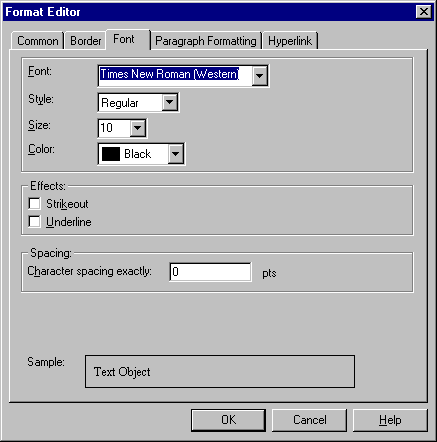 Format Editor
Common Border Font Paragraph Formatting Hyperlink
Font: Times New Roman (Western)
Style: Regular
Size: 10
Color: Black
Effects:
Strikeout
Underline
Spacing:
Character spacing exactly: 0 pts
Sample: Text Object
OK Cancel Help